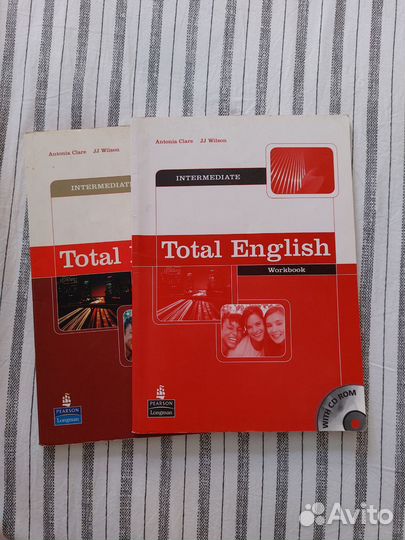 Antonia Clare JJ Wilson
INTERMEDIATE
Total
PEARSON
Longman
Antonia Clare JJ Wilson
INTERMEDIATE
Total English
Workbook
PEARSON
Longman
WITH CD ROM
Avito